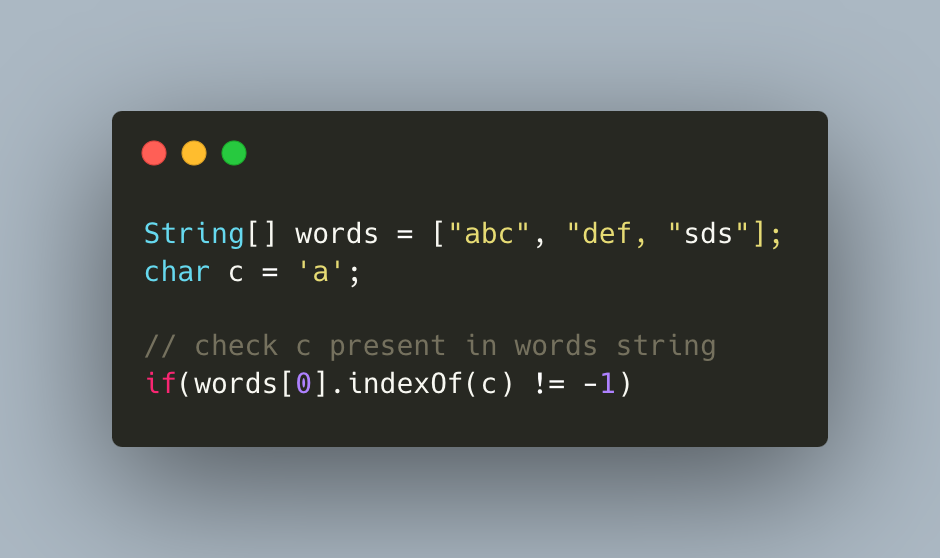 String[] words = ["abc", "def, "sds"];
char c = 'a';
// check c present in words string
if(words[0].indexOf(c) != -1)